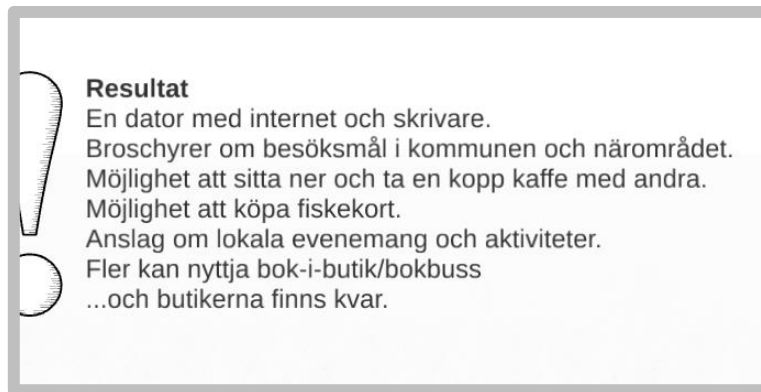 Resultat
En dator med internet och skrivare.
Broschyrer om besöksmål i kommunen och närområdet.
Möjlighet att sitta ner och ta en kopp kaffe med andra.
Möjlighet att köpa fiskekort.
Anslag om lokala evenemang och aktiviteter.
Fler kan nyttja bok-i-butik/bokbuss
...och butikerna finns kvar.